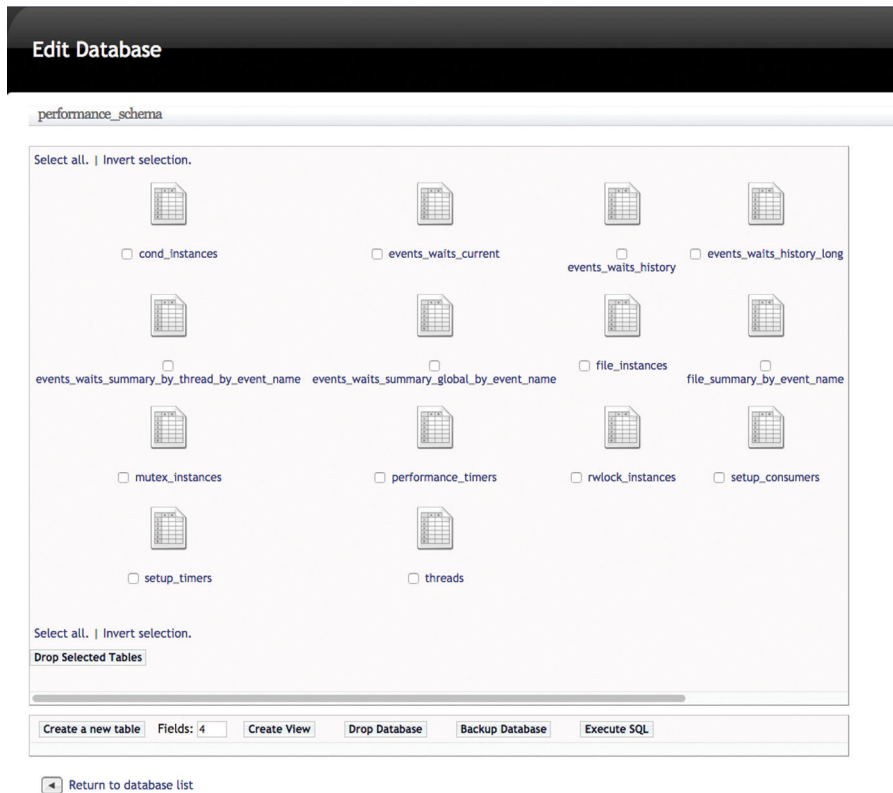 Edit Database
performance_schema
Select all. | Invert selection.
cond_instances
events_waits_current
events_waits_history
events_waits_history_long
events_waits_summary_by_thread_by_event_name
events_waits_summary_global_by_event_name
file_instances
file_summary_by_event_name
mutex_instances
performance_timers
rwlock_instances
setup_consumers
setup_timers
threads
Select all. | Invert selection.
Drop Selected Tables
Create a new table Fields: 4 Create View Drop Database Backup Database Execute SQL
Return to database list